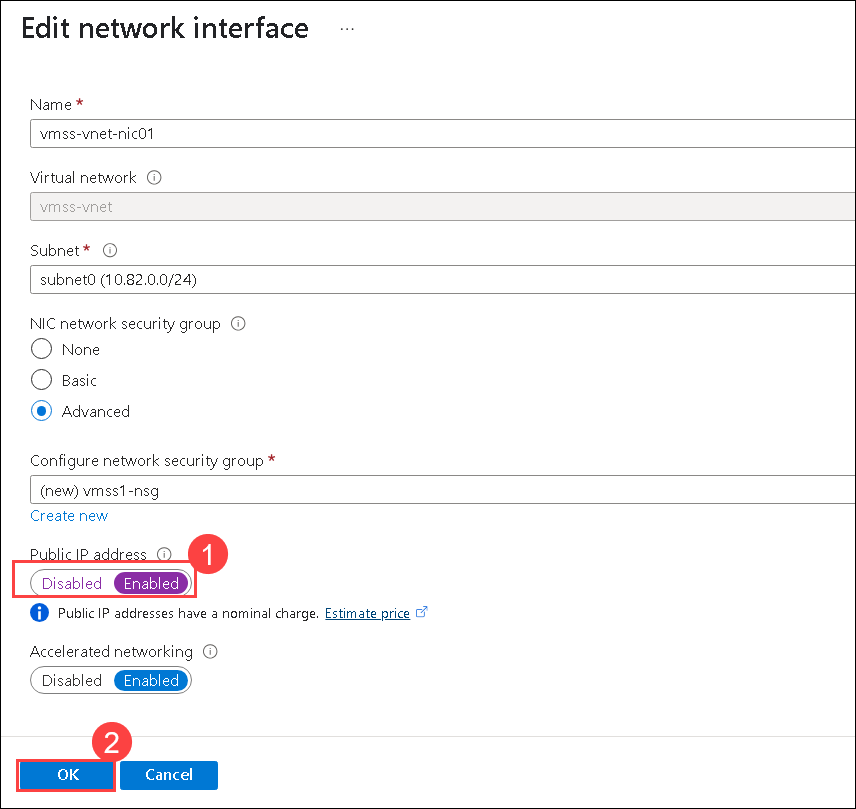 Edit network interface ...
Name *
vmss-vnet-nic01
Virtual network
vmss-vnet
Subnet *
subnet0 (10.82.0.0/24)
NIC network security group
None
Basic
Advanced
Configure network security group *
(new) vmss1-nsg
Create new
Public IP address
1
Disabled Enabled
Public IP addresses have a nominal charge. Estimate price
Accelerated networking
Disabled Enabled
2
OK Cancel